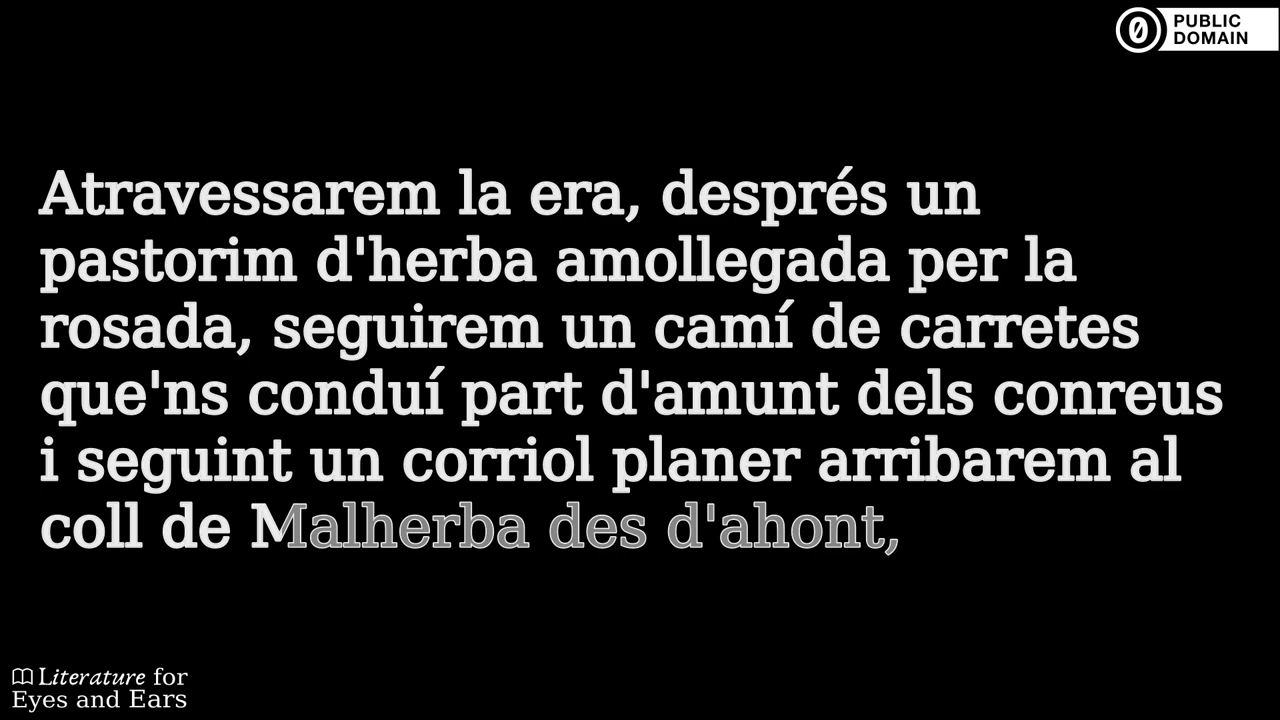 PUBLIC
DOMAIN
Atravessarem la era, després un
pastorim d'herba amollegada per la
rosada, seguirem un camí de carretes
que'ns conduí part d'amunt dels conreus
i seguint un corriol planer arribarem al
coll de Malherba des d'ahont,
Literature for
Eyes and Ears